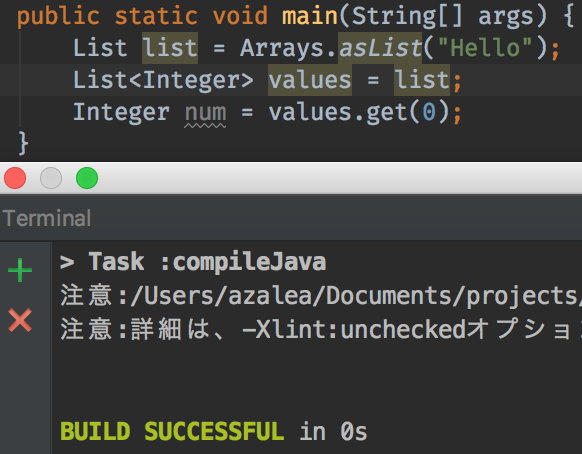 public static void main(String[] args) {
List list = Arrays.asList("Hello");
List<Integer> values = list;
Integer num = values.get(0);
}
Terminal
> Task :compileJava
注意:/Users/azalea/Documents/projects/
注意:詳細は、-Xlint:uncheckedオプション
BUILD SUCCESSFUL in 0s